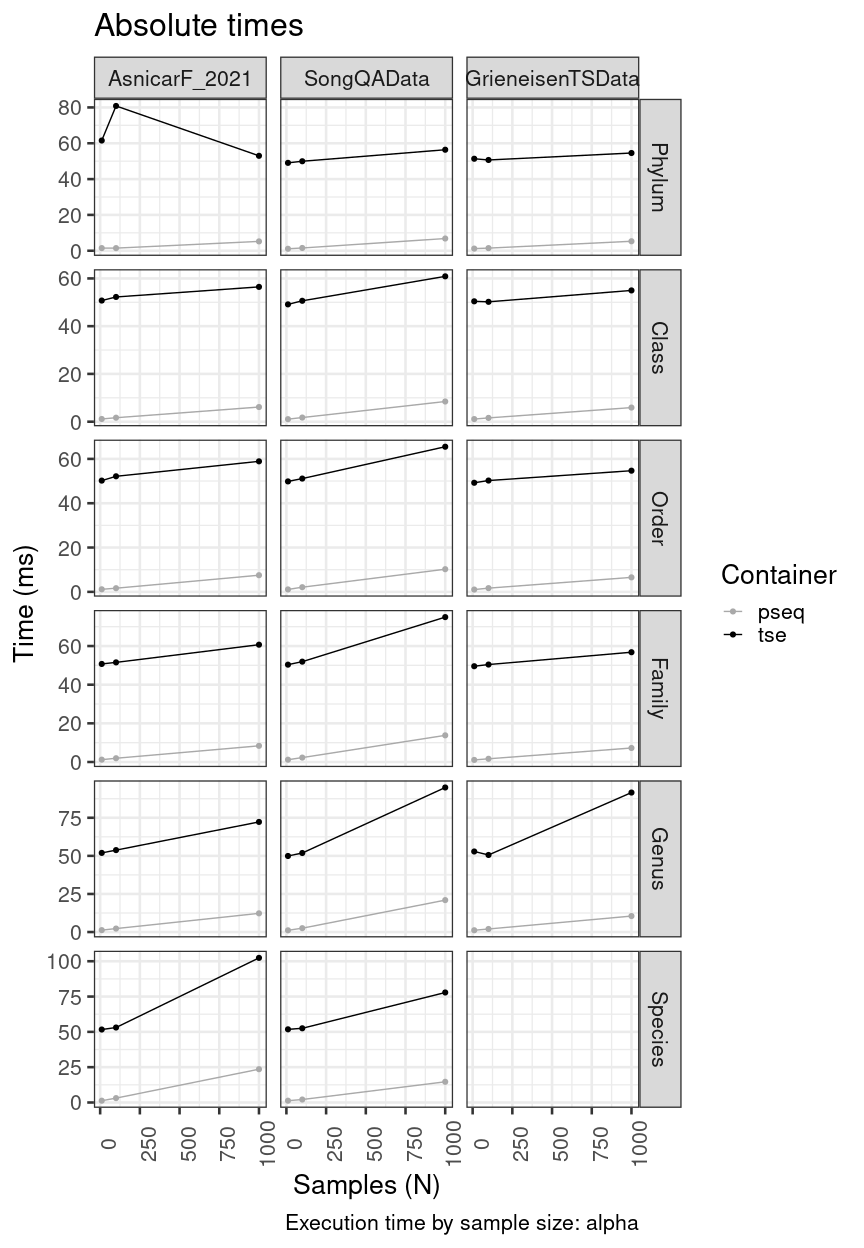 Absolute times
AsnicarF_2021 SongQAData GrieneisenTSData
80
60
40
20
0
Phylum
60
40
20
0
Class
60
40
20
0
Order
60
40
20
0
Family
75
50
25
0
Genus
100
75
50
25
0
Species
Time (ms)
0 250 500 750 1000 0 250 500 750 1000 0 250 500 750 1000
Samples (N)
Execution time by sample size: alpha
Container
pseq
tse